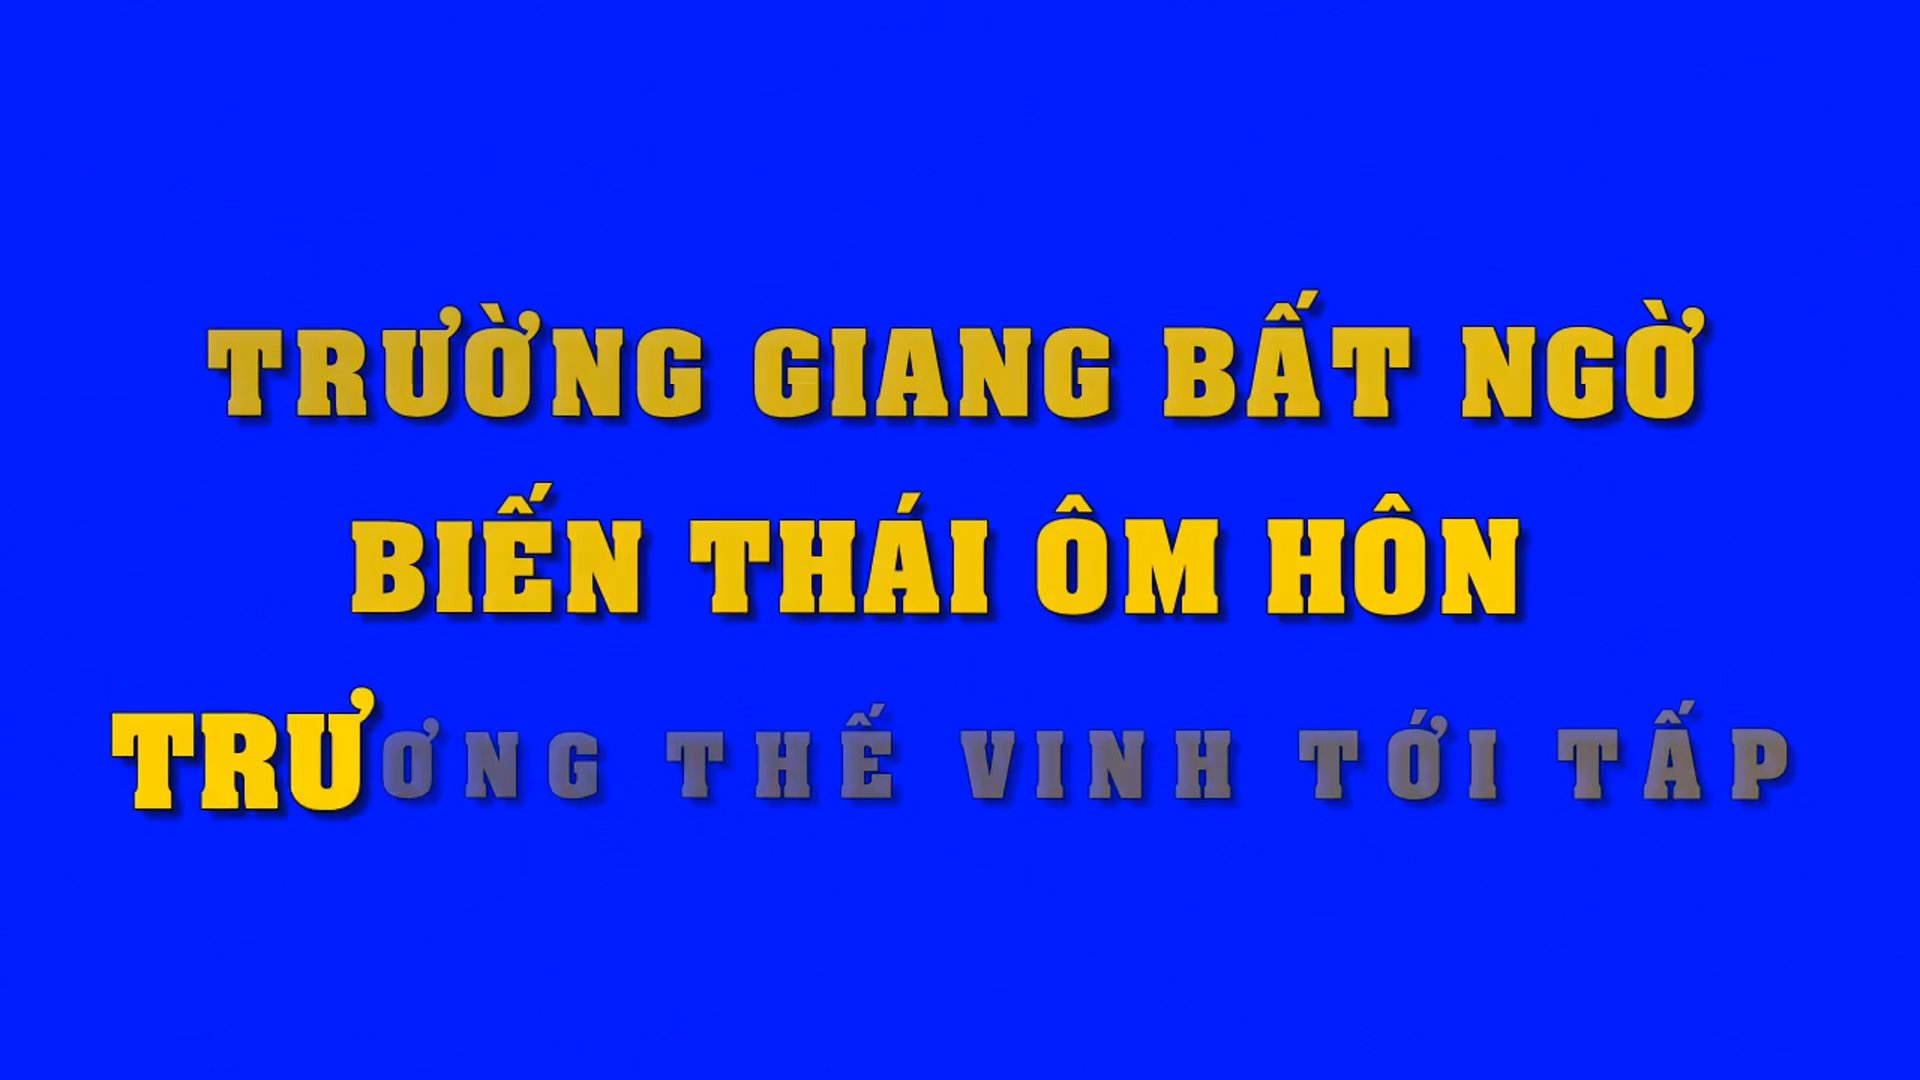 TRƯỜNG GIANG BẤT NGỜ
BIẾN THÁI ÔM HÔN
TRƯƠNG THẾ VINH TỚI TẤP